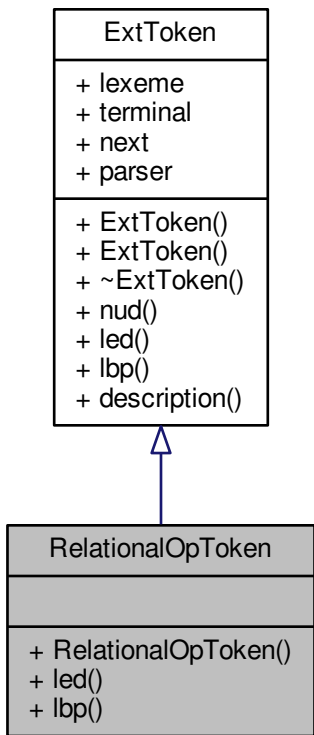 ExtToken
+ lexeme
+ terminal
+ next
+ parser
+ ExtToken()
+ ExtToken()
+ ~ExtToken()
+ nud()
+ led()
+ lbp()
+ description()
RelationalOpToken
+ RelationalOpToken()
+ led()
+ lbp()